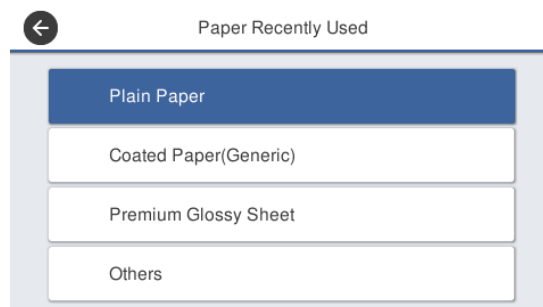 Paper Recently Used
Plain Paper
Coated Paper(Generic)
Premium Glossy Sheet
Others